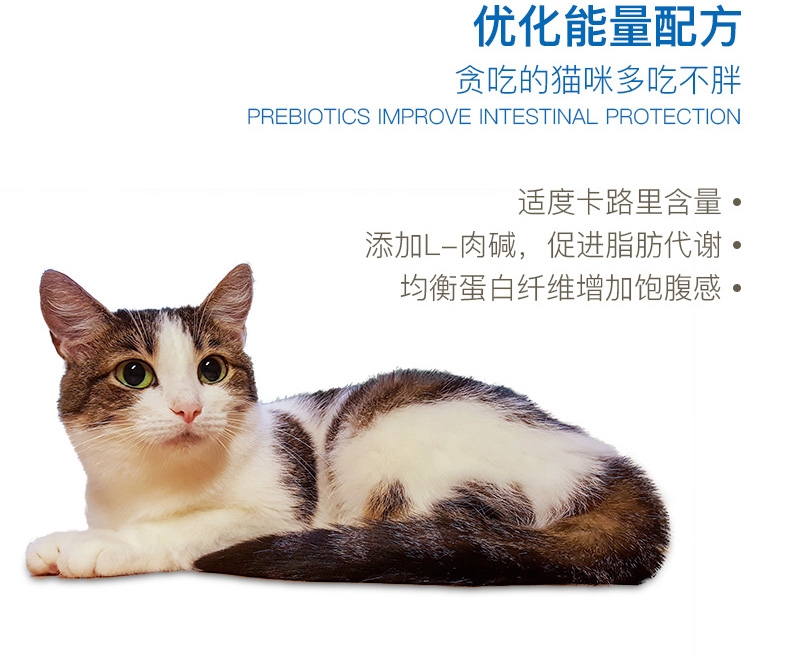 优化能量配方
贪吃的猫咪多吃不胖
PREBIOTICS IMPROVE INTESTINAL PROTECTION
适度卡路里含量 •
添加L-肉碱，促进脂肪代谢 •
均衡蛋白纤维增加饱腹感 •